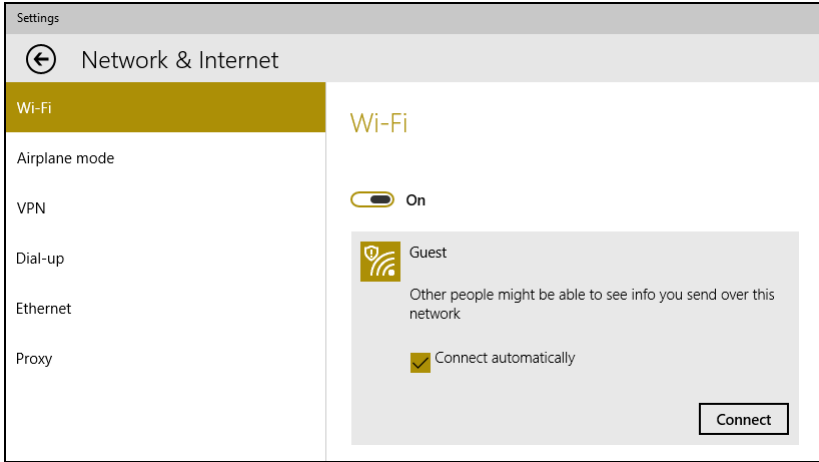 Settings
Network & Internet
Wi-Fi
Airplane mode
VPN
Dial-up
Ethernet
Proxy
Wi-Fi
On
Guest
Other people might be able to see info you send over this
network
Connect automatically
Connect